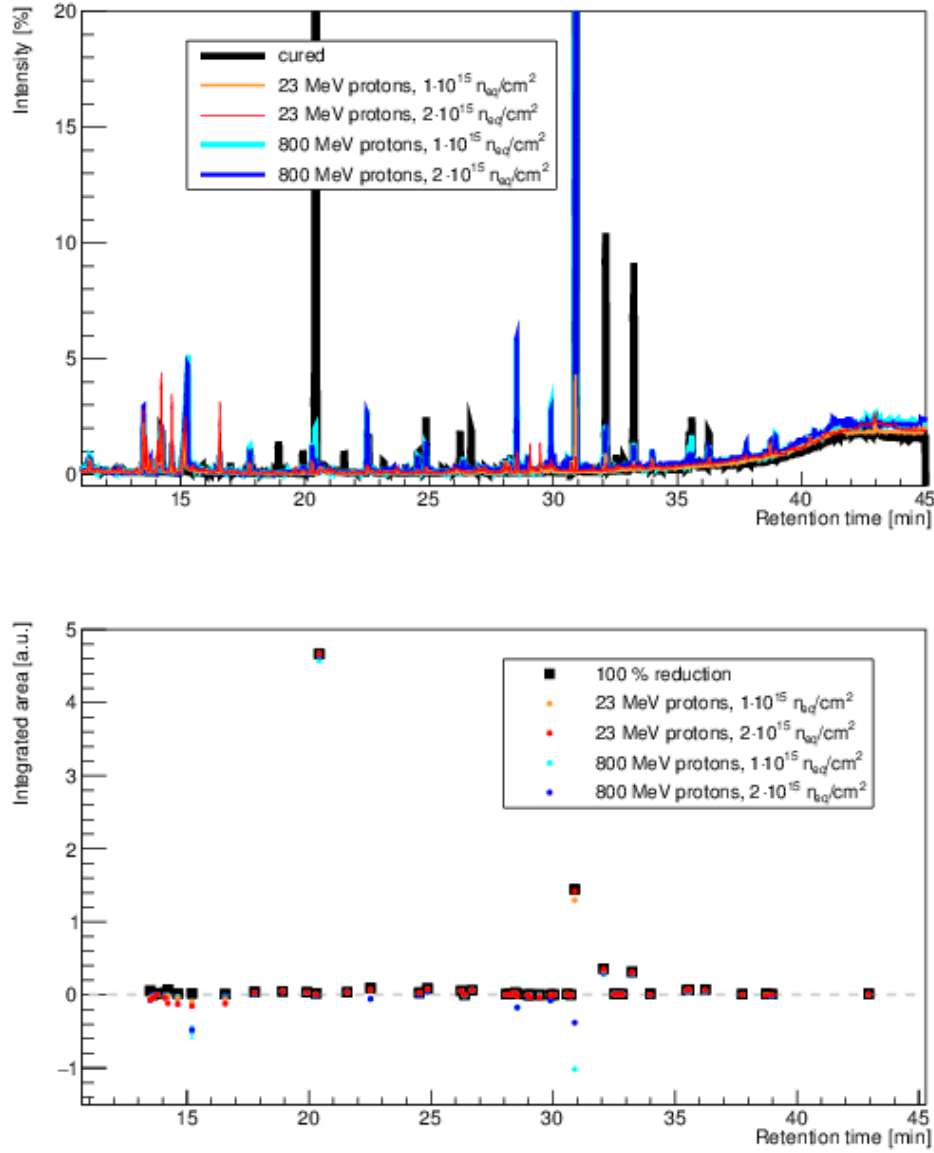 Intensity [%]
20
15
10
5
0
cured
23 MeV protons, 1·10¹⁵ n_eq/cm²
23 MeV protons, 2·10¹⁵ n_eq/cm²
800 MeV protons, 1·10¹⁵ n_eq/cm²
800 MeV protons, 2·10¹⁵ n_eq/cm²
15 20 25 30 35 40 45
Retention time [min]
Integrated area [a.u.]
5
4
3
2
1
0
−1
100 % reduction
23 MeV protons, 1·10¹⁵ n_eq/cm²
23 MeV protons, 2·10¹⁵ n_eq/cm²
800 MeV protons, 1·10¹⁵ n_eq/cm²
800 MeV protons, 2·10¹⁵ n_eq/cm²
15 20 25 30 35 40 45
Retention time [min]